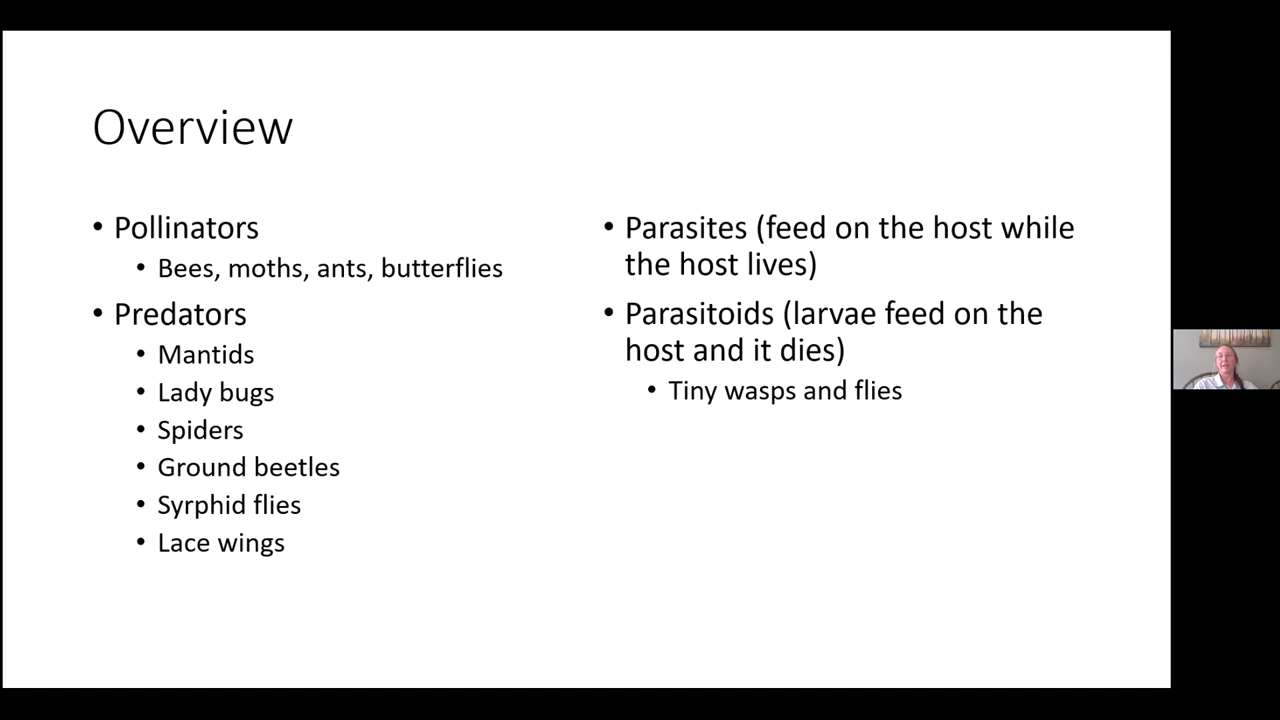 Overview
• Pollinators
• Bees, moths, ants, butterflies
• Predators
• Mantids
• Lady bugs
• Spiders
• Ground beetles
• Syrphid flies
• Lace wings
• Parasites (feed on the host while
the host lives)
• Parasitoids (larvae feed on the
host and it dies)
• Tiny wasps and flies